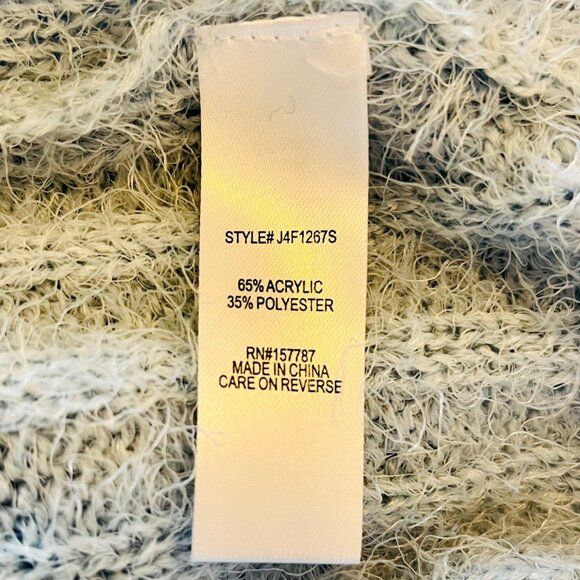 STYLE# J4F1267S
65% ACRYLIC
35% POLYESTER
RN#157787
MADE IN CHINA
CARE ON REVERSE